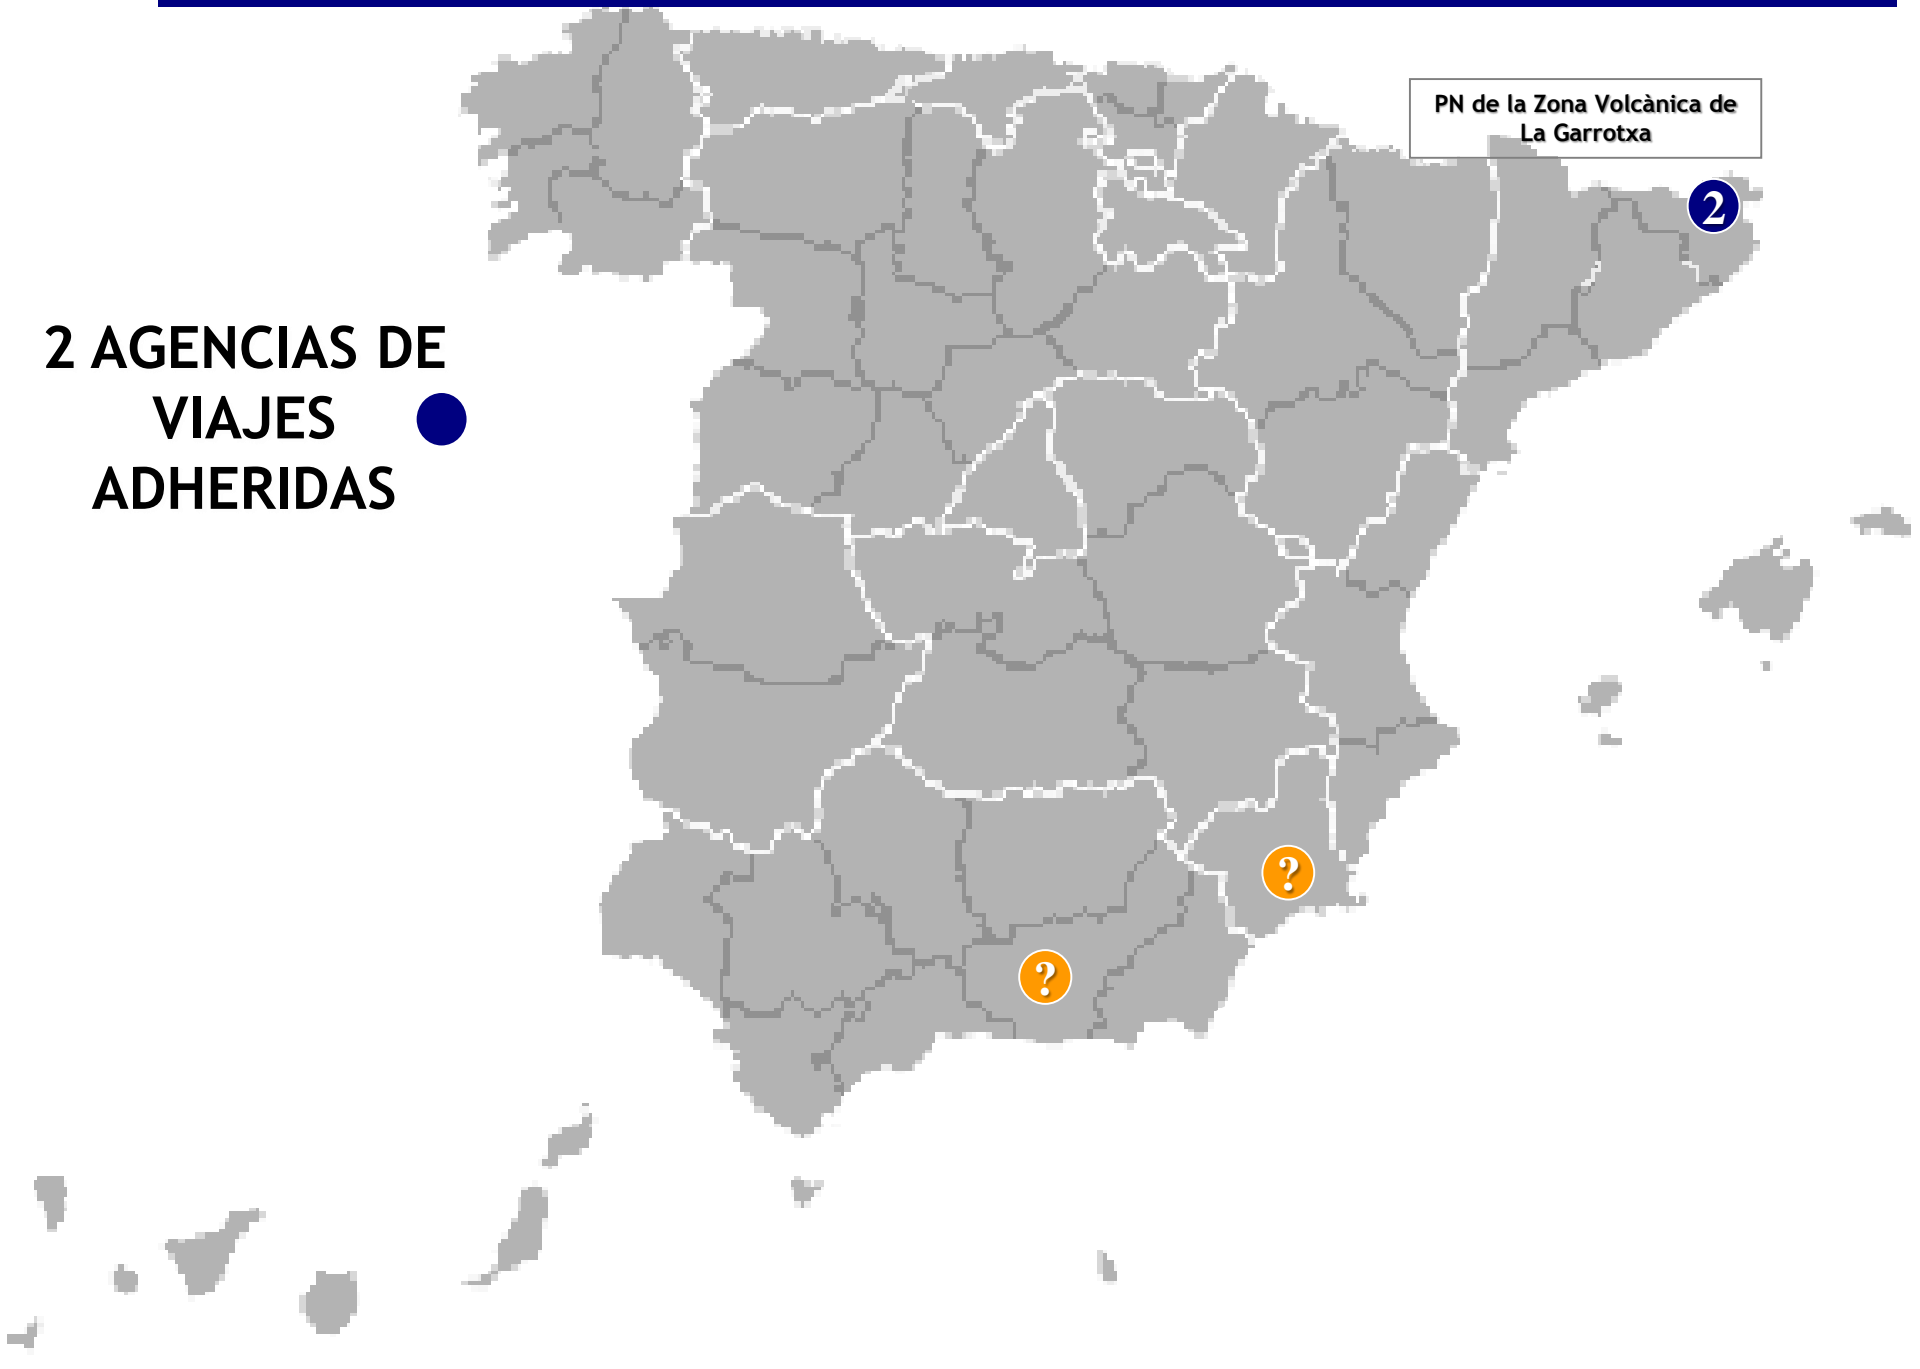 PN de la Zona Volcànica de
La Garrotxa
2
2 AGENCIAS DE
VIAJES
ADHERIDAS
?
?